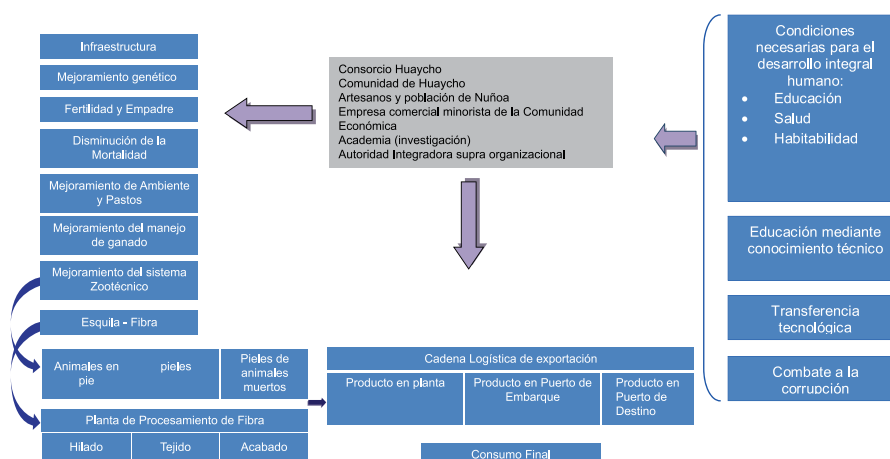 Infraestructura
Mejoramiento genético
Fertilidad y Empadre
Disminución de la
Mortalidad
Mejoramiento de Ambiente
y Pastos
Mejoramiento del manejo
de ganado
Mejoramiento del sistema
Zootécnico
Esquila - Fibra
Animales en
pie
pieles
Pieles de
animales
muertos
Planta de Procesamiento de Fibra
Hilado
Tejido
Acabado
Consorcio Huaycho
Comunidad de Huaycho
Artesanos y población de Nuñoa
Empresa comercial minorista de la Comunidad
Económica
Academia (investigación)
Autoridad Integradora supra organizacional
Cadena Logística de exportación
Producto en planta
Producto en Puerto de
Embarque
Producto en
Puerto de
Destino
Consumo Final
Condiciones
necesarias para el
desarrollo integral
humano:
• Educación
• Salud
• Habitabilidad
Educación mediante
conocimiento técnico
Transferencia
tecnológica
Combate a la
corrupción